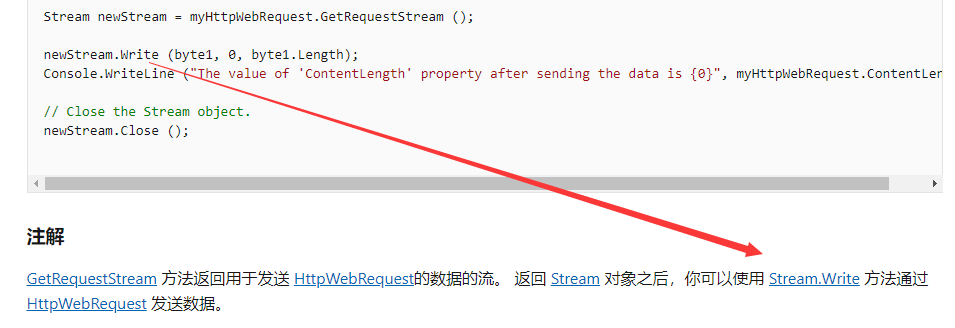 Stream newStream = myHttpWebRequest.GetRequestStream ();
newStream.Write (byte1, 0, byte1.Length);
Console.WriteLine ("The value of 'ContentLength' property after sending the data is {0}", myHttpWebRequest.ContentLen
// Close the Stream object.
newStream.Close ();
注解
GetRequestStream 方法返回用于发送 HttpWebRequest的数据的流。 返回 Stream 对象之后，你可以使用 Stream.Write 方法通过
HttpWebRequest 发送数据。